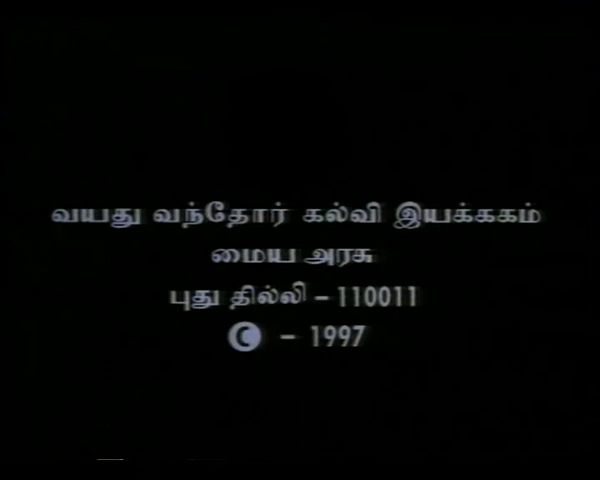 வயது வந்தோர் கல்வி இயக்ககம்
மைய அரசு
புது தில்லி – 110011
© – 1997